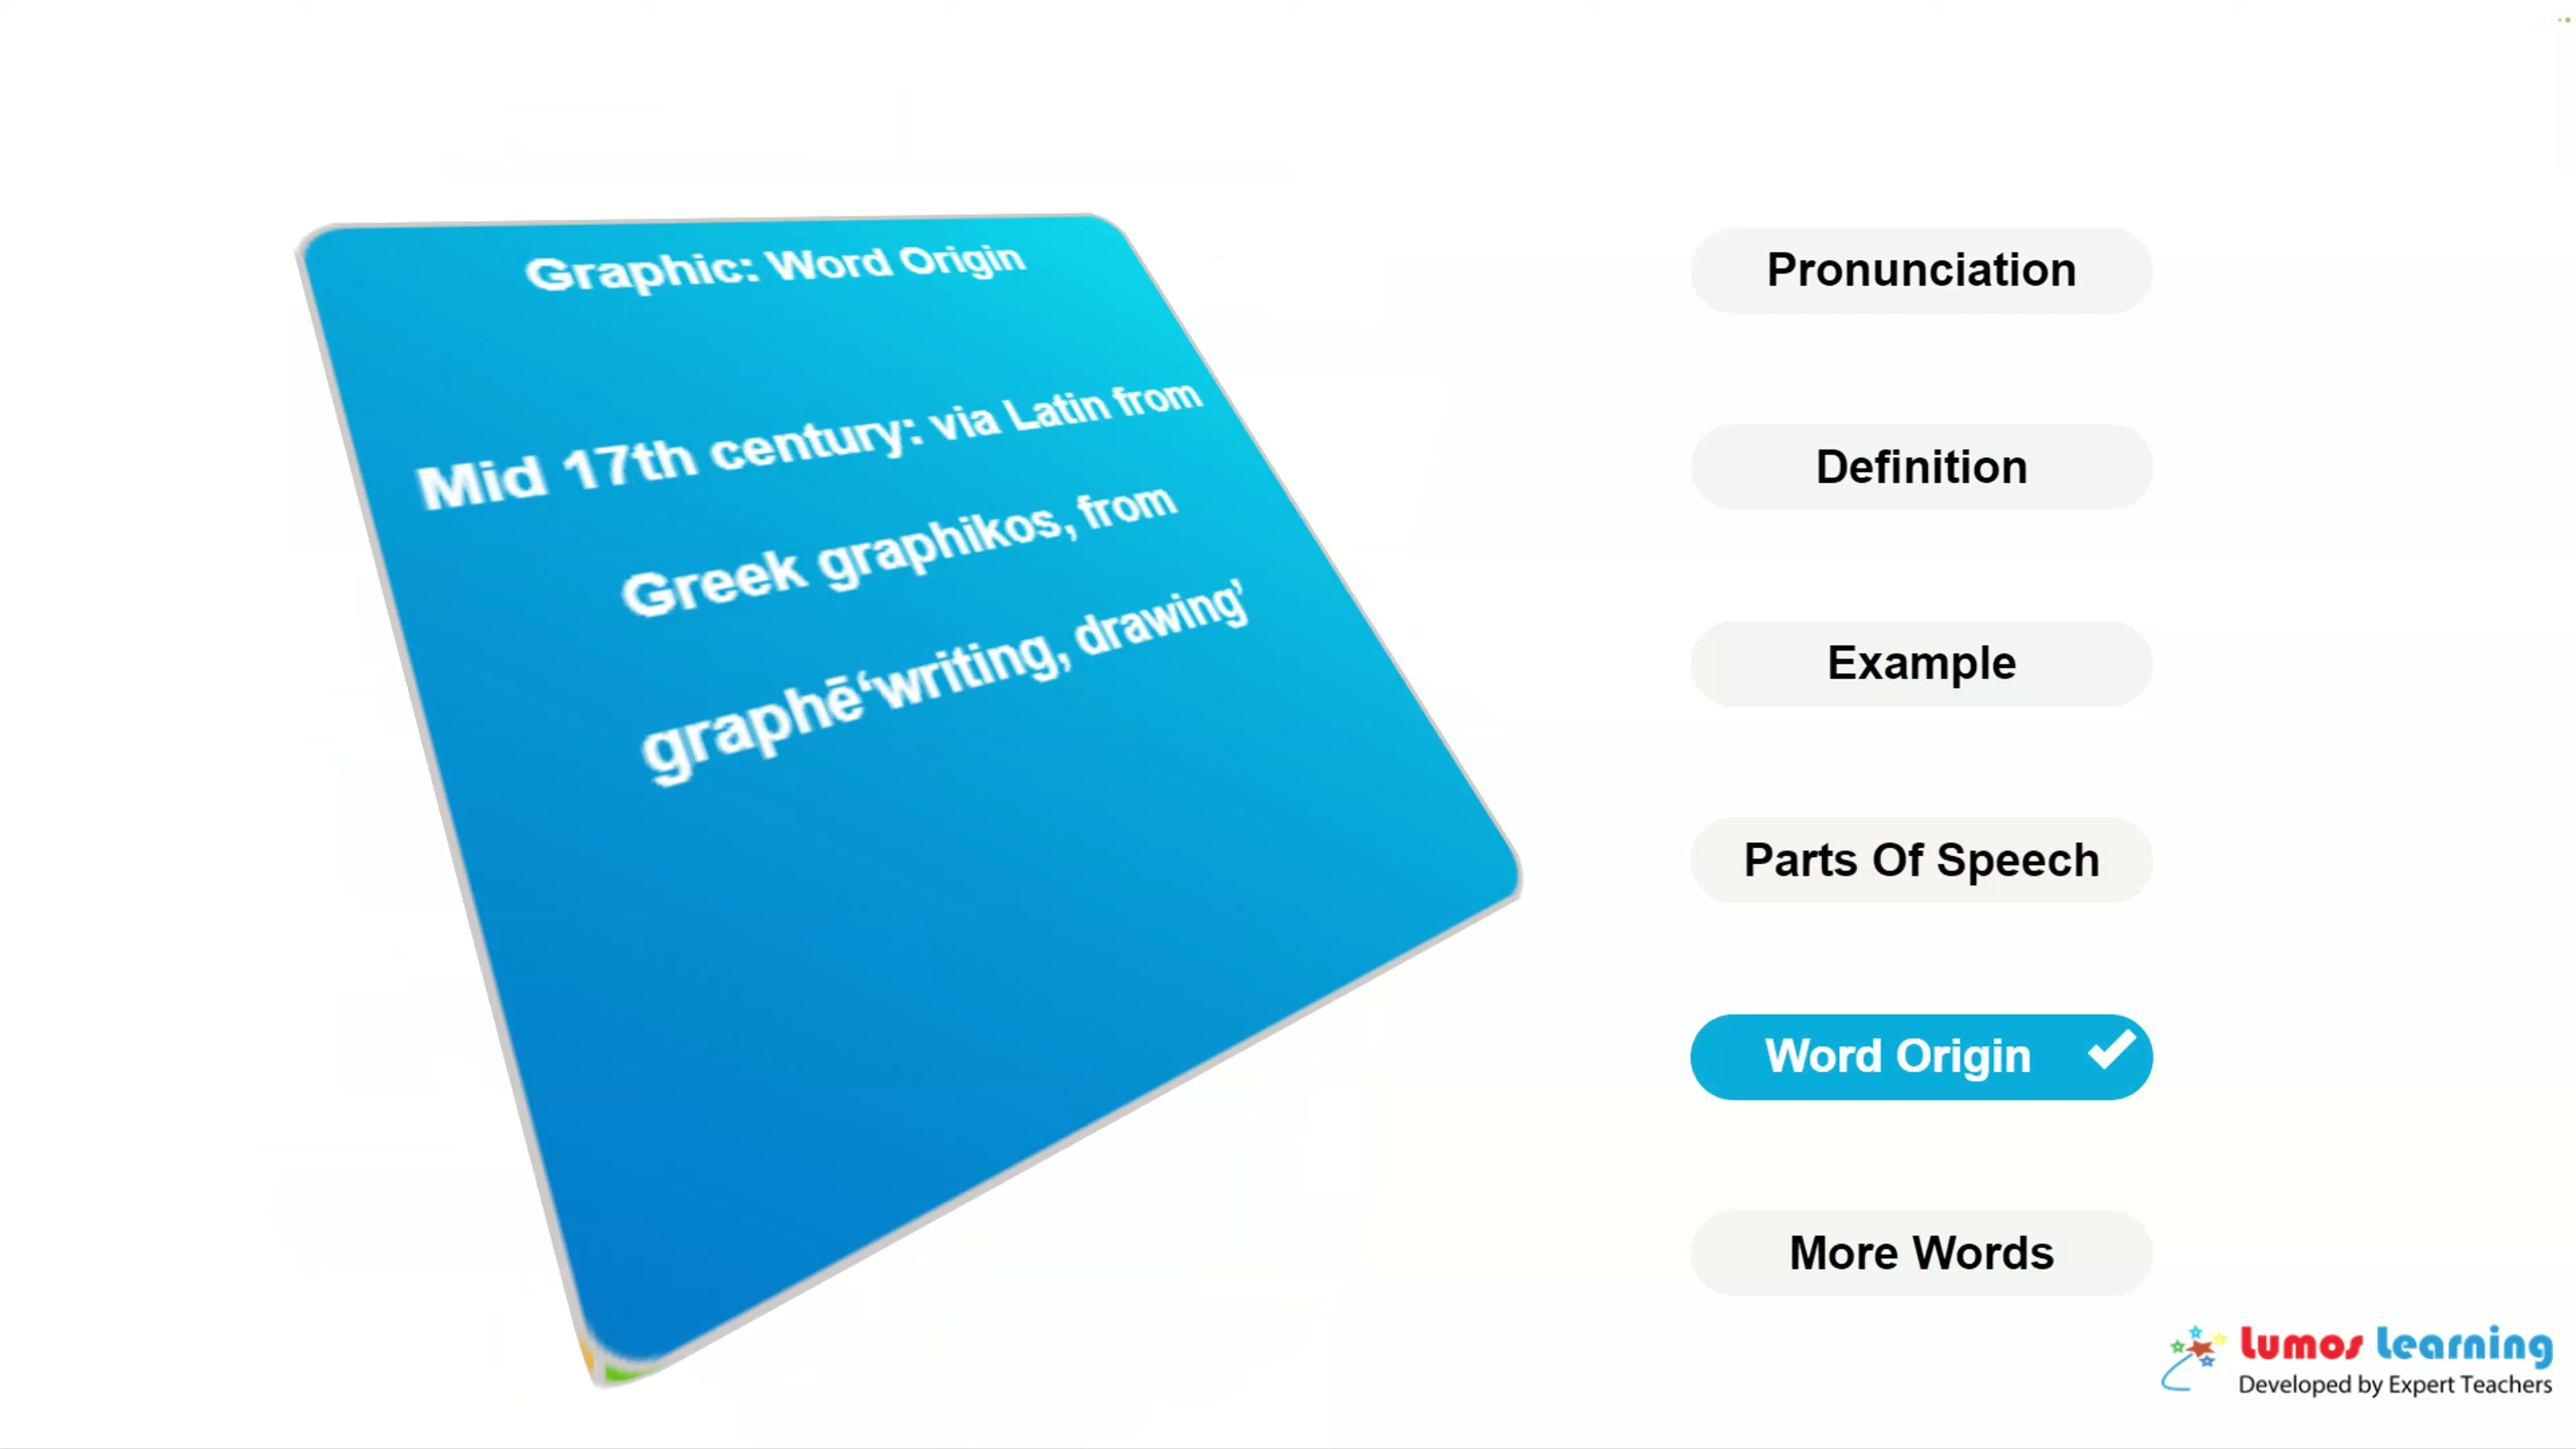 Graphic: Word Origin
Mid 17th century: via Latin from
Greek graphikos, from
graphē‘writing, drawing’
Pronunciation
Definition
Example
Parts Of Speech
Word Origin
More Words
Lumos Learning
Developed by Expert Teachers